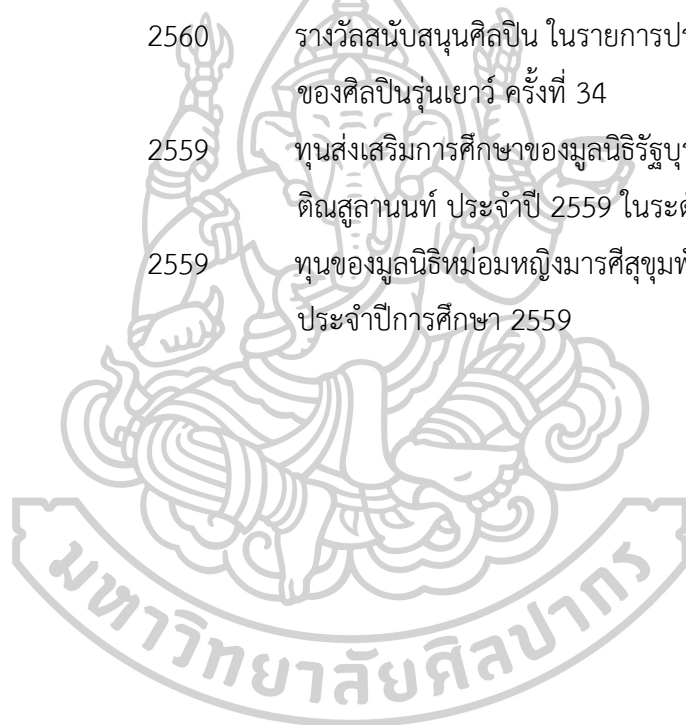 2560 รางวัลสนับสนุนศิลปิน ในรายการ
ของศิลปินรุ่นเยาว์ ครั้งที่ 34
2559 ทุนส่งเสริมการศึกษาของมูลนิธิรัฐ
ติณสูลานนท์ ประจำปี 2559 ใน
2559 ทุนของมูลนิธิหม่อมหญิงมารศีสุขุม
ประจำปีการศึกษา 2559
มหาวิทยาลัยศิลปากร